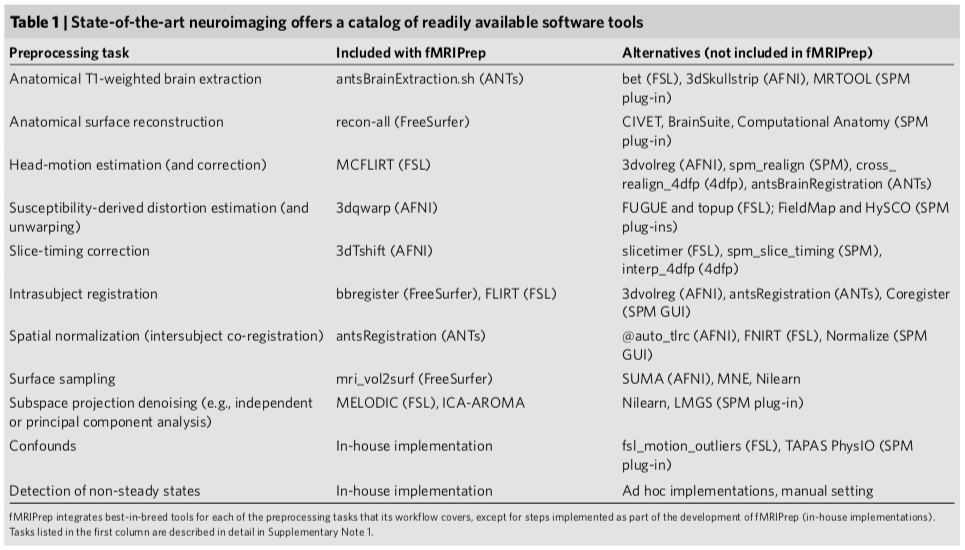 Table 1 | State-of-the-art neuroimaging offers a catalog of readily available software tools
Preprocessing task Included with fMRIPrep Alternatives (not included in fMRIPrep)
Anatomical T1-weighted brain extraction antsBrainExtraction.sh (ANTs) bet (FSL), 3dSkullstrip (AFNI), MRTOOL (SPM
plug-in)
Anatomical surface reconstruction recon-all (FreeSurfer) CIVET, BrainSuite, Computational Anatomy (SPM
plug-in)
Head-motion estimation (and correction) MCFLIRT (FSL) 3dvolreg (AFNI), spm_realign (SPM), cross_
realign_4dfp (4dfp), antsBrainRegistration (ANTs)
Susceptibility-derived distortion estimation (and 3dqwarp (AFNI) FUGUE and topup (FSL); FieldMap and HySCO (SPM
unwarping) plug-ins)
Slice-timing correction 3dTshift (AFNI) slicetimer (FSL), spm_slice_timing (SPM),
interp_4dfp (4dfp)
Intrasubject registration bbregister (FreeSurfer), FLIRT (FSL) 3dvolreg (AFNI), antsRegistration (ANTs), Coregister
(SPM GUI)
Spatial normalization (intersubject co-registration) antsRegistration (ANTs) @auto_tlrc (AFNI), FNIRT (FSL), Normalize (SPM
GUI)
Surface sampling mri_vol2surf (FreeSurfer) SUMA (AFNI), MNE, Nilearn
Subspace projection denoising (e.g., independent MELODIC (FSL), ICA-AROMA Nilearn, LMGS (SPM plug-in)
or principal component analysis)
Confounds In-house implementation fsl_motion_outliers (FSL), TAPAS PhysIO (SPM
plug-in)
Detection of non-steady states In-house implementation Ad hoc implementations, manual setting
fMRIPrep integrates best-in-breed tools for each of the preprocessing tasks that its workflow covers, except for steps implemented as part of the development of fMRIPrep (in-house implementations).
Tasks listed in the first column are described in detail in Supplementary Note 1.